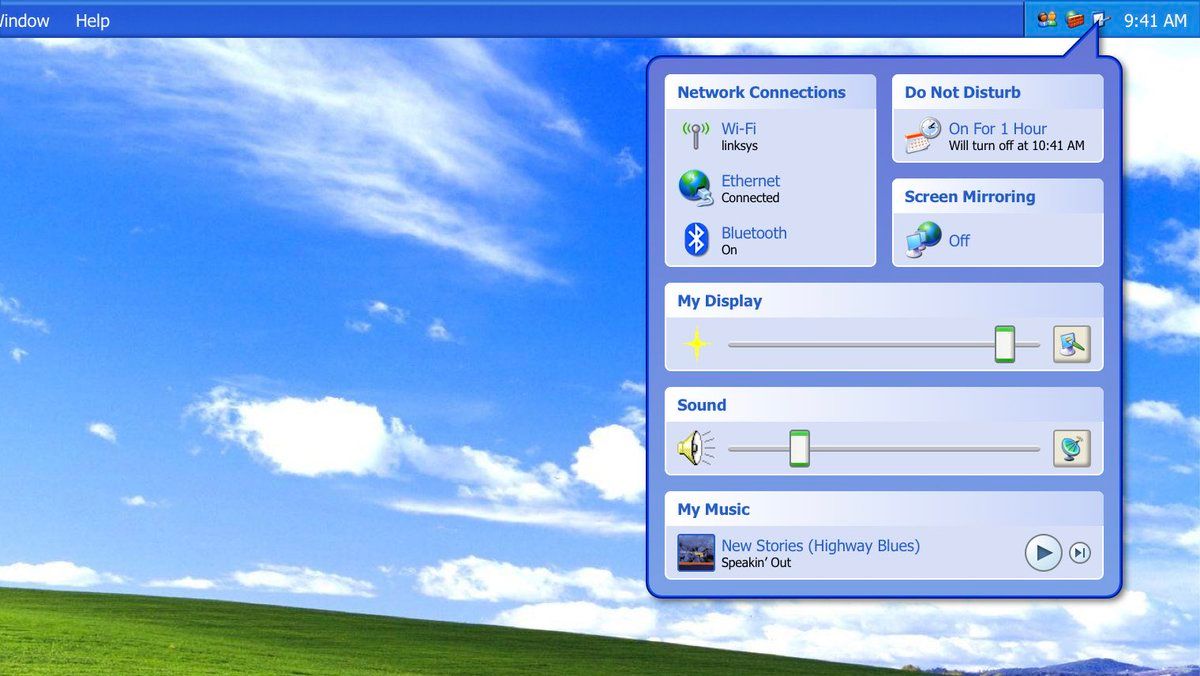 Window Help
9:41 AM
Network Connections
Wi-Fi
linksys
Ethernet
Connected
Bluetooth
On
Do Not Disturb
On For 1 Hour
Will turn off at 10:41 AM
Screen Mirroring
Off
My Display
Sound
My Music
New Stories (Highway Blues)
Speakin’ Out